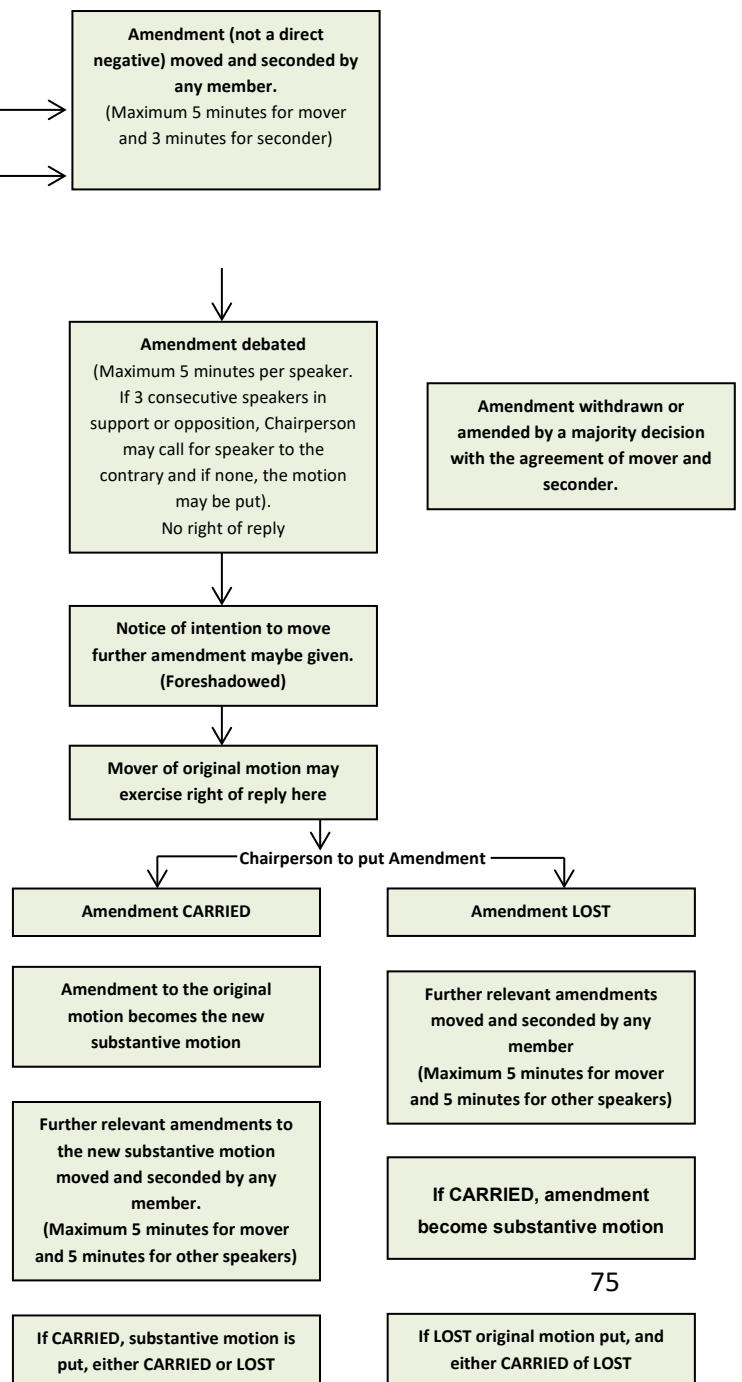 Amendment (not a direct
negative) moved and seconded by
any member.
(Maximum 5 minutes for mover
and 3 minutes for seconder)
Amendment debated
(Maximum 5 minutes per speaker.
If 3 consecutive speakers in
support or opposition, Chairperson
may call for speaker to the
contrary and if none, the motion
may be put).
No right of reply
Amendment withdrawn or
amended by a majority decision
with the agreement of mover and
seconder.
Notice of intention to move
further amendment maybe given.
(Foreshadowed)
Mover of original motion may
exercise right of reply here
Chairperson to put Amendment
Amendment CARRIED
Amendment to the original
motion becomes the new
substantive motion
Further relevant amendments to
the new substantive motion
moved and seconded by any
member.
(Maximum 5 minutes for mover
and 5 minutes for other speakers)
If CARRIED, substantive motion is
put, either CARRIED or LOST
Amendment LOST
Further relevant amendments
moved and seconded by any
member
(Maximum 5 minutes for mover
and 5 minutes for other speakers)
If CARRIED, amendment
become substantive motion
75
If LOST original motion put, and
either CARRIED of LOST